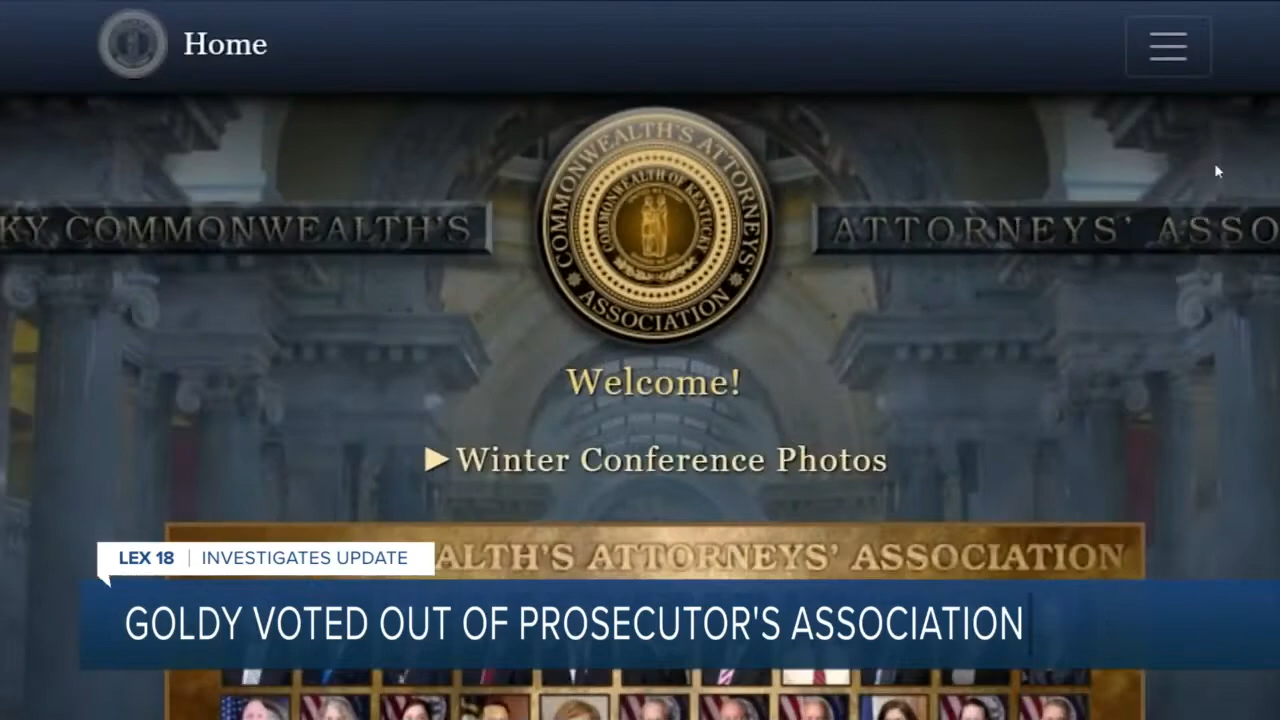 Home
COMMONWEALTH'S ATTORNEYS'
ASSOCIATION
COMMONWEALTH OF KENTUCKY
KY COMMONWEALTH'S
ATTORNEYS' ASSO
Welcome!
►Winter Conference Photos
LEX 18 | INVESTIGATES UPDATE
ALTH'S ATTORNEYS' ASSOCIATION
GOLDY VOTED OUT OF PROSECUTOR'S ASSOCIATION